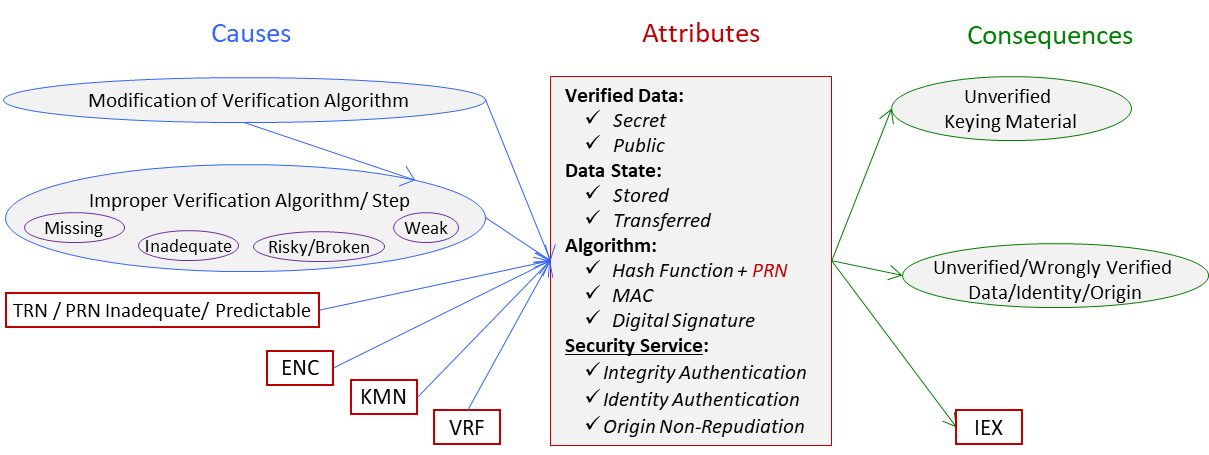 Causes
Attributes
Consequences
Modification of Verification Algorithm
Improper Verification Algorithm/ Step
Missing
Inadequate
Risky/Broken
Weak
TRN / PRN Inadequate/ Predictable
ENC
KMN
VRF
Verified Data:
✓ Secret
✓ Public
Data State:
✓ Stored
✓ Transferred
Algorithm:
✓ Hash Function + PRN
✓ MAC
✓ Digital Signature
Security Service:
✓ Integrity Authentication
✓ Identity Authentication
✓ Origin Non-Repudiation
Unverified
Keying Material
Unverified/Wrongly Verified
Data/Identity/Origin
IEX